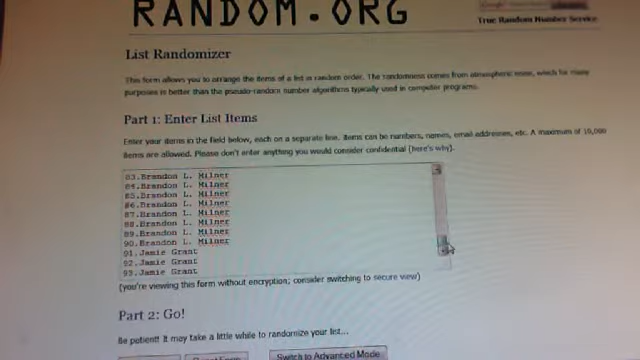 RANDOM.ORG
True Random Number Service
List Randomizer
This form allows you to arrange the items of a list in random order. The randomness comes from atmospheric noise, which for many
purposes is better than the pseudo-random number algorithms typically used in computer programs.
Part 1: Enter List Items
Enter your items in the field below, each on a separate line. Items can be numbers, names, email addresses, etc. A maximum of 10,000
items are allowed. Please don't enter anything you would consider confidential (here's why).
83.Brandon L. Milner
84.Brandon L. Milner
85.Brandon L. Milner
86.Brandon L. Milner
87.Brandon L. Milner
88.Brandon L. Milner
89.Brandon L. Milner
90.Brandon L. Milner
91.Jamie Grant
92.Jamie Grant
93.Jamie Grant
(you're viewing this form without encryption; consider switching to secure view)
Part 2: Go!
Be patient! It may take a little while to randomize your list...
Switch to Advanced Mode